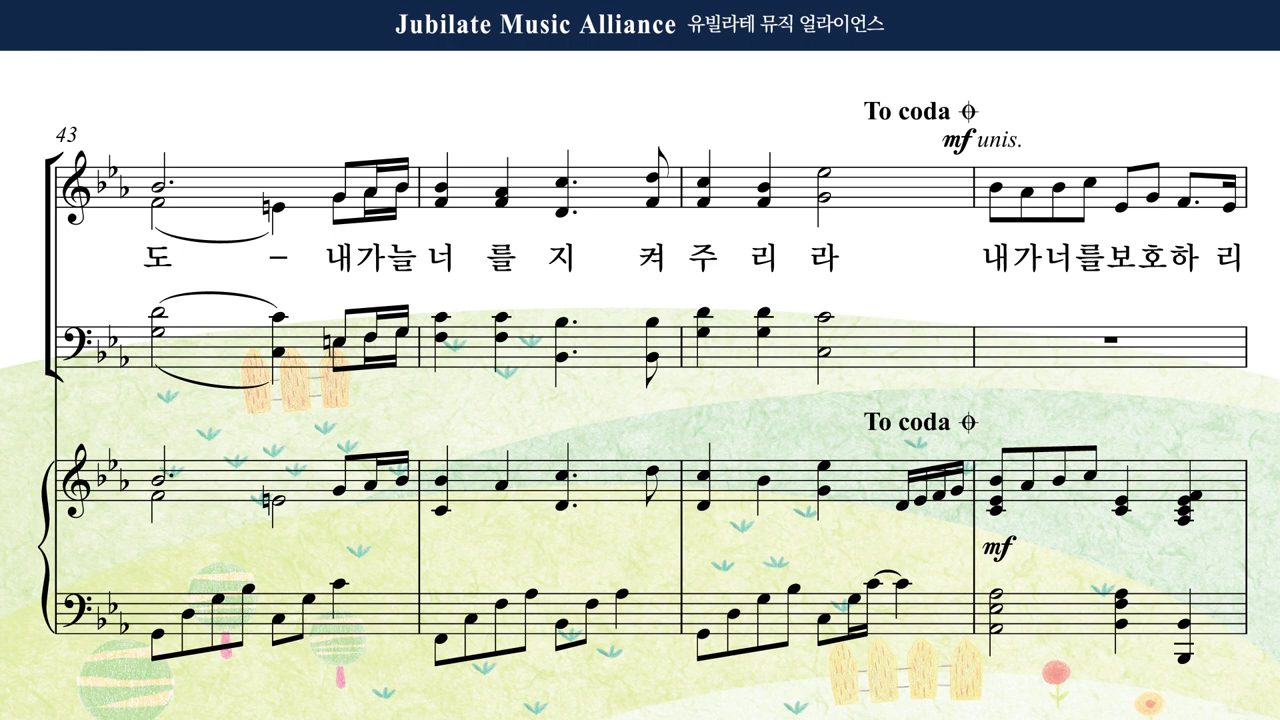 Jubilate Music Alliance 유빌라테 뮤직 얼라이언스
To coda
43
mf unis.
도 – 내가늘 너 를 지 켜 주 리 라 내가너를보호하 리
To coda
mf